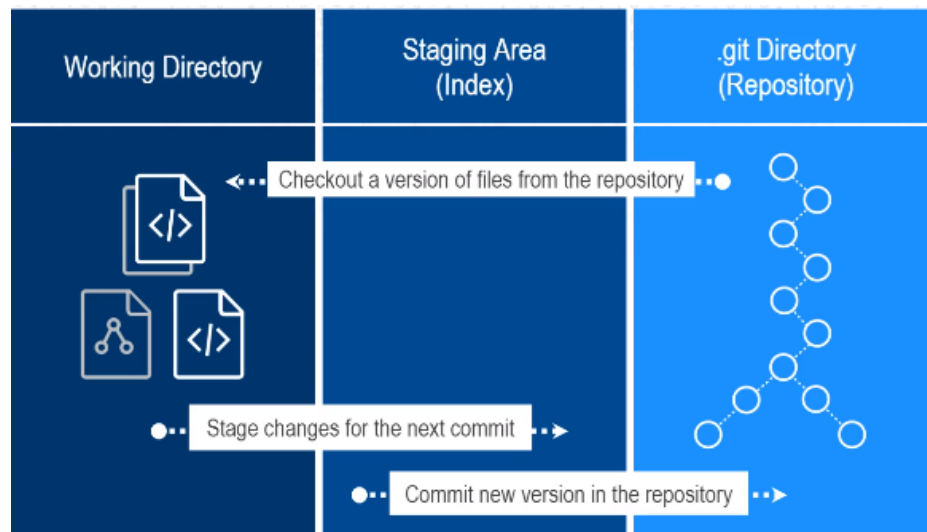 Working Directory
Staging Area
(Index)
.git Directory
(Repository)
Checkout a version of files from the repository
</>
</>
Stage changes for the next commit
Commit new version in the repository